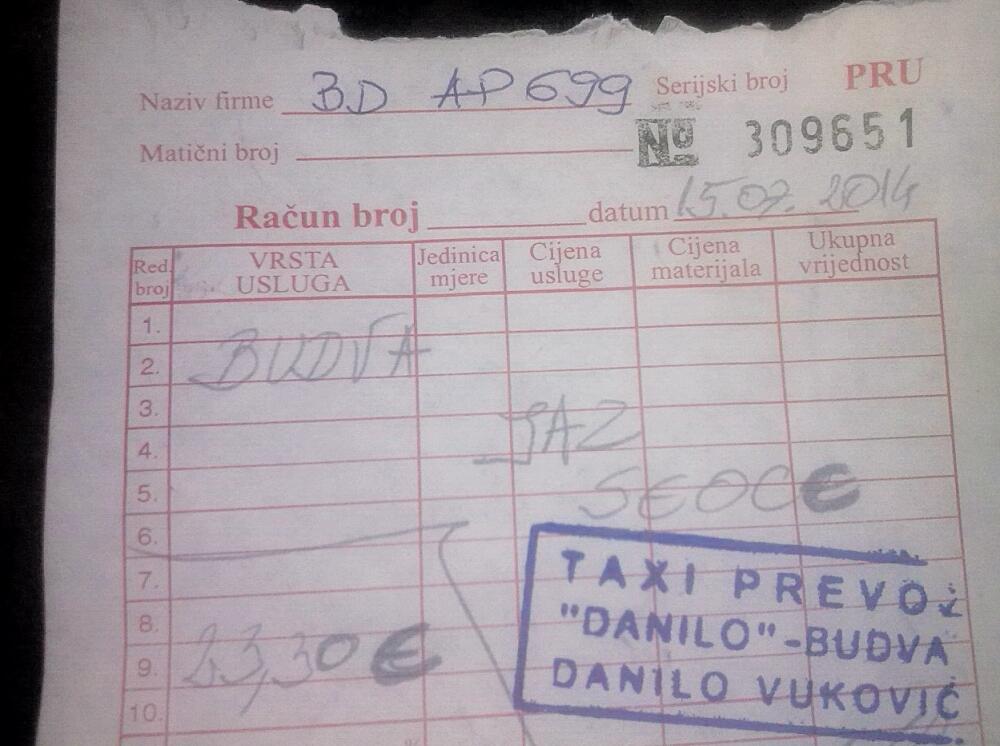 Naziv firme BD AP 699 Serijski broj PRU
Matični broj № 309651
Račun broj datum 15.07.2014
Red. broj VRSTA USLUGA Jedinica mjere Cijena usluge Cijena materijala Ukupna vrijednost
1.
2. BUDVA
3.
4. JAZ
5. SEOCE
6.
7.
8.
9. 23,30 €
10.
TAXI PREVOZ
"DANILO"-BUDVA
DANILO VUKOVIĆ